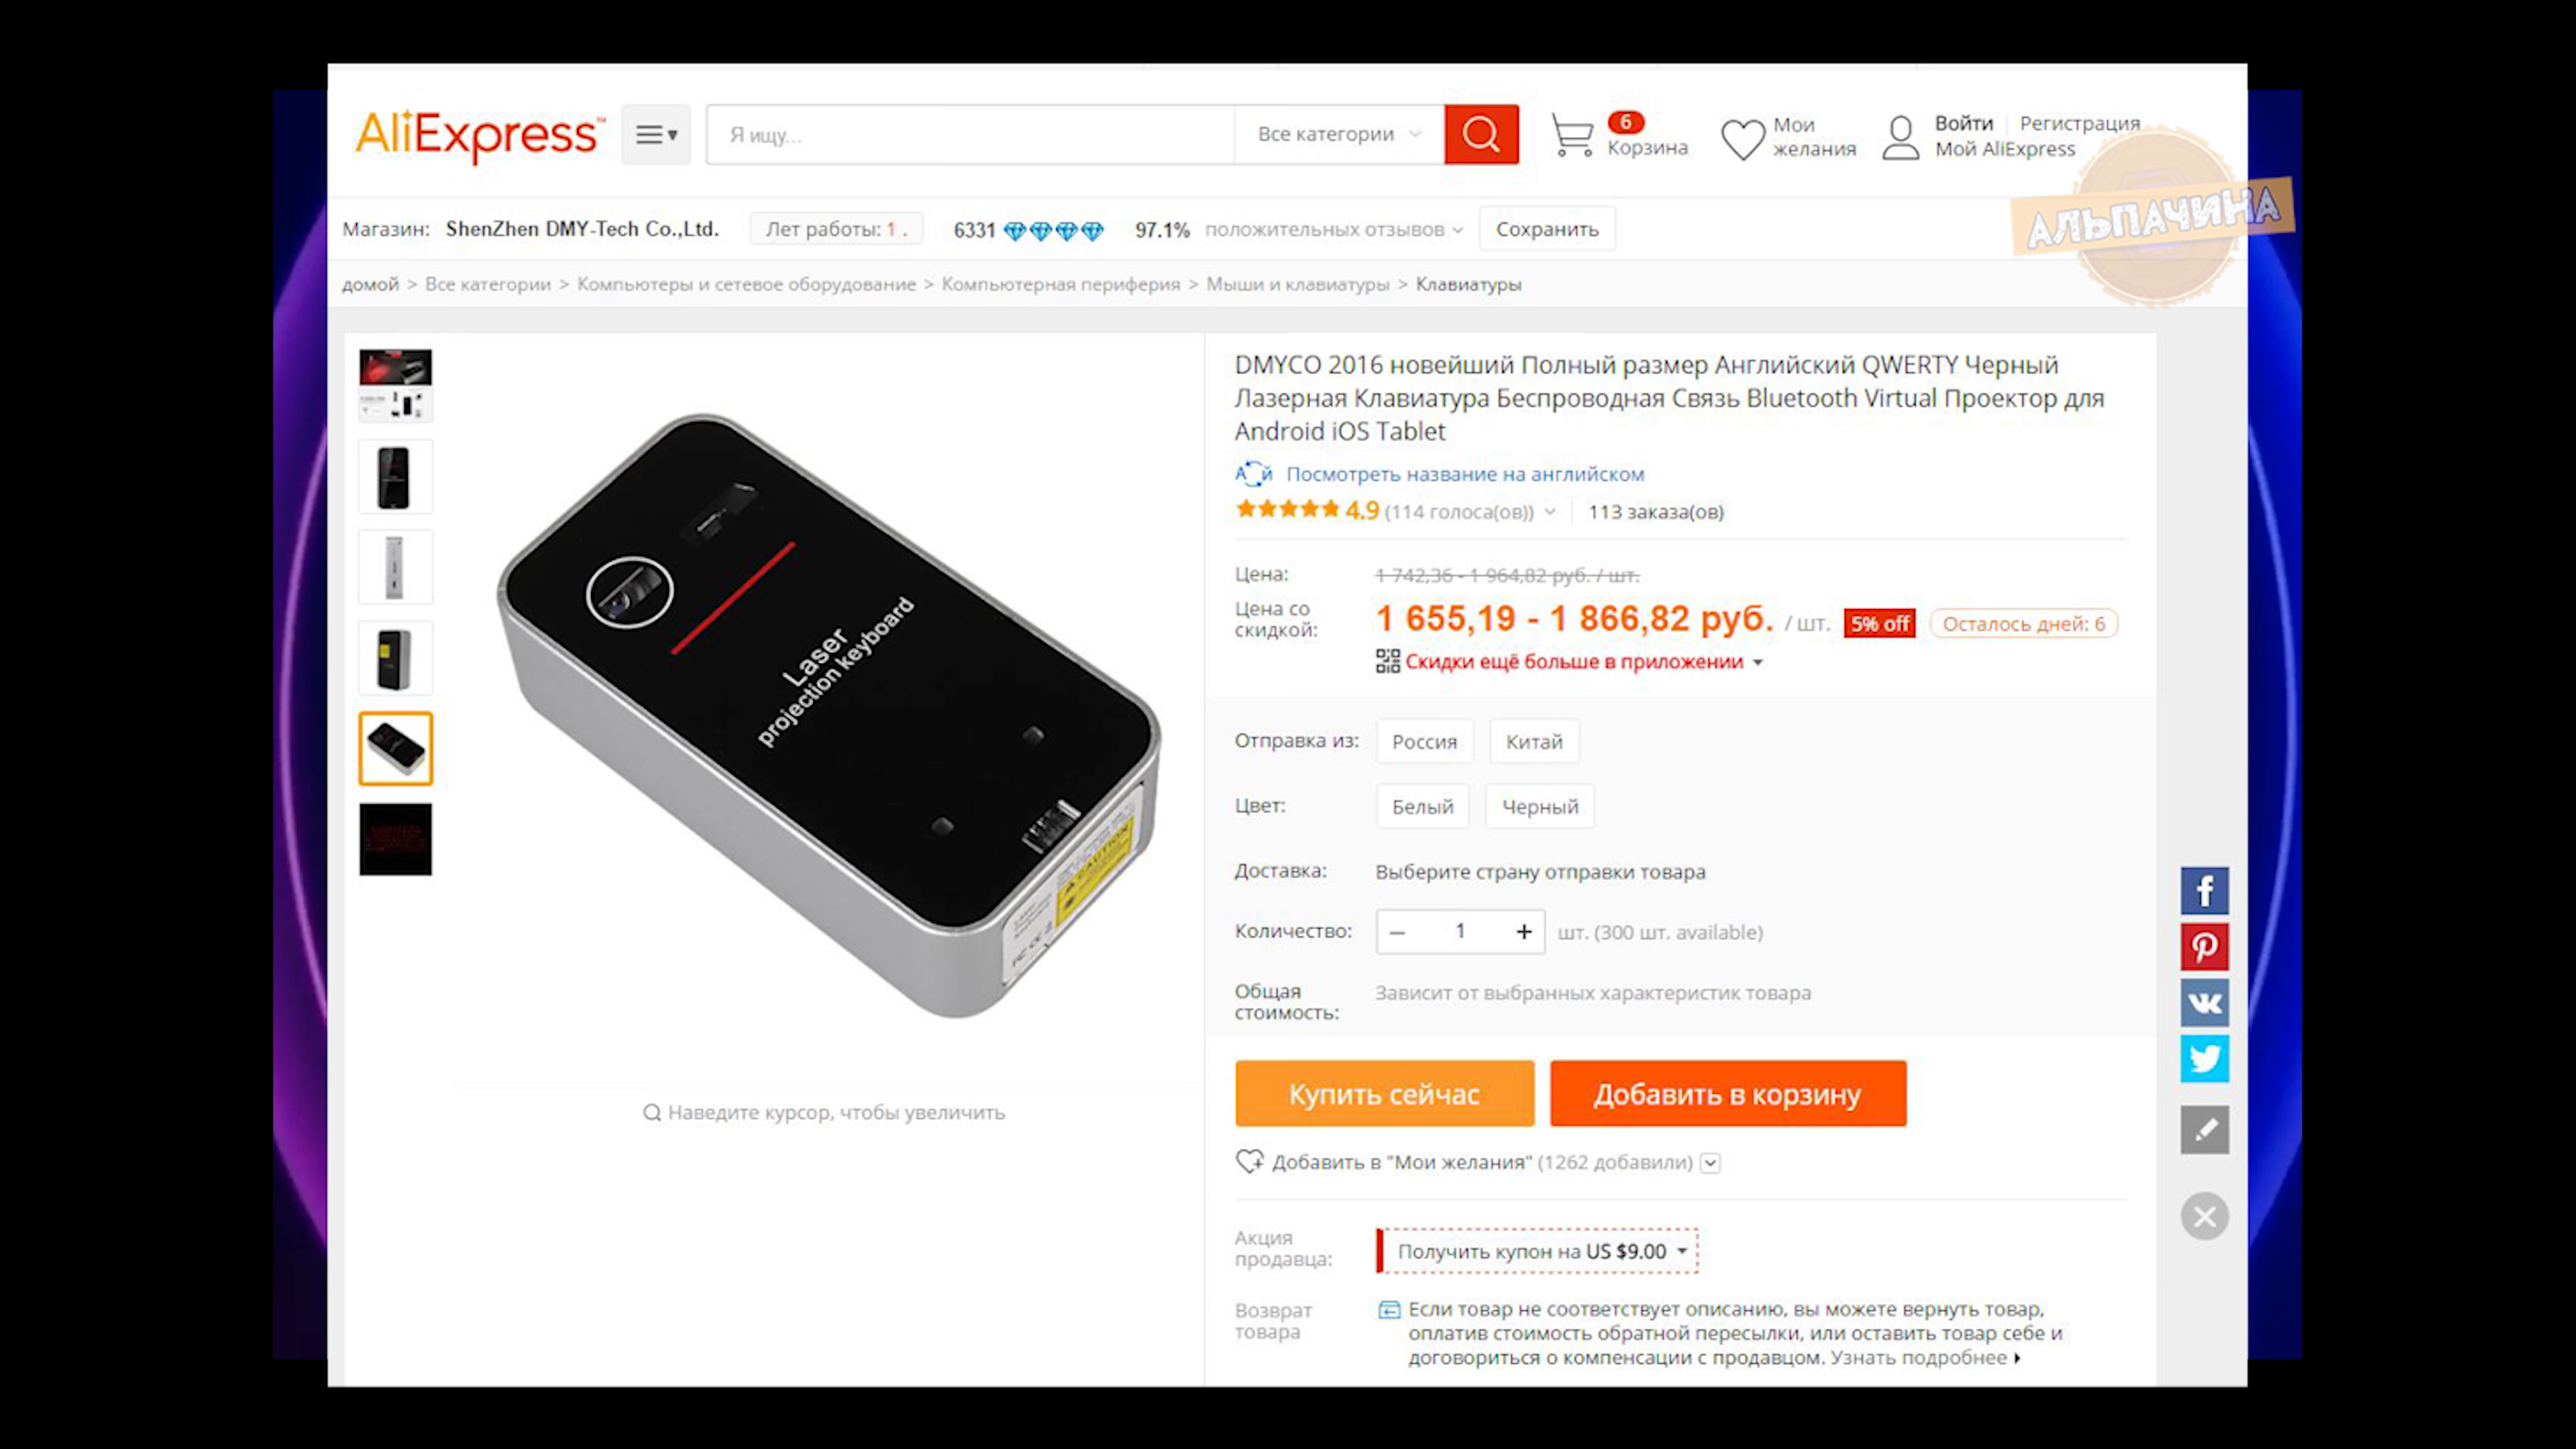 AliExpress™
Я ищу...
Все категории
6
Корзина
Мои желания
Войти | Регистрация
Мой AliExpress
АЛЬПАЧИНА
Магазин: ShenZhen DMY-Tech Co.,Ltd. Лет работы: 1 . 6331 97.1% положительных отзывов Сохранить
домой > Все категории > Компьютеры и сетевое оборудование > Компьютерная периферия > Мыши и клавиатуры > Клавиатуры
Laser
projection keyboard
CAUTION
FC CE
Наведите курсор, чтобы увеличить
DMYCO 2016 новейший Полный размер Английский QWERTY Черный
Лазерная Клавиатура Беспроводная Связь Bluetooth Virtual Проектор для
Android iOS Tablet
Посмотреть название на английском
4.9 (114 голоса(ов)) 113 заказа(ов)
Цена: 1 742,36 - 1 964,82 руб. / шт.
Цена со скидкой: 1 655,19 - 1 866,82 руб. / шт. 5% off Осталось дней: 6
Скидки ещё больше в приложении
Отправка из: Россия Китай
Цвет: Белый Черный
Доставка: Выберите страну отправки товара
Количество: – 1 + шт. (300 шт. available)
Общая стоимость: Зависит от выбранных характеристик товара
Купить сейчас Добавить в корзину
Добавить в "Мои желания" (1262 добавили)
Акция продавца: Получить купон на US $9.00
Возврат товара
Если товар не соответствует описанию, вы можете вернуть товар,
оплатив стоимость обратной пересылки, или оставить товар себе и
договориться о компенсации с продавцом. Узнать подробнее